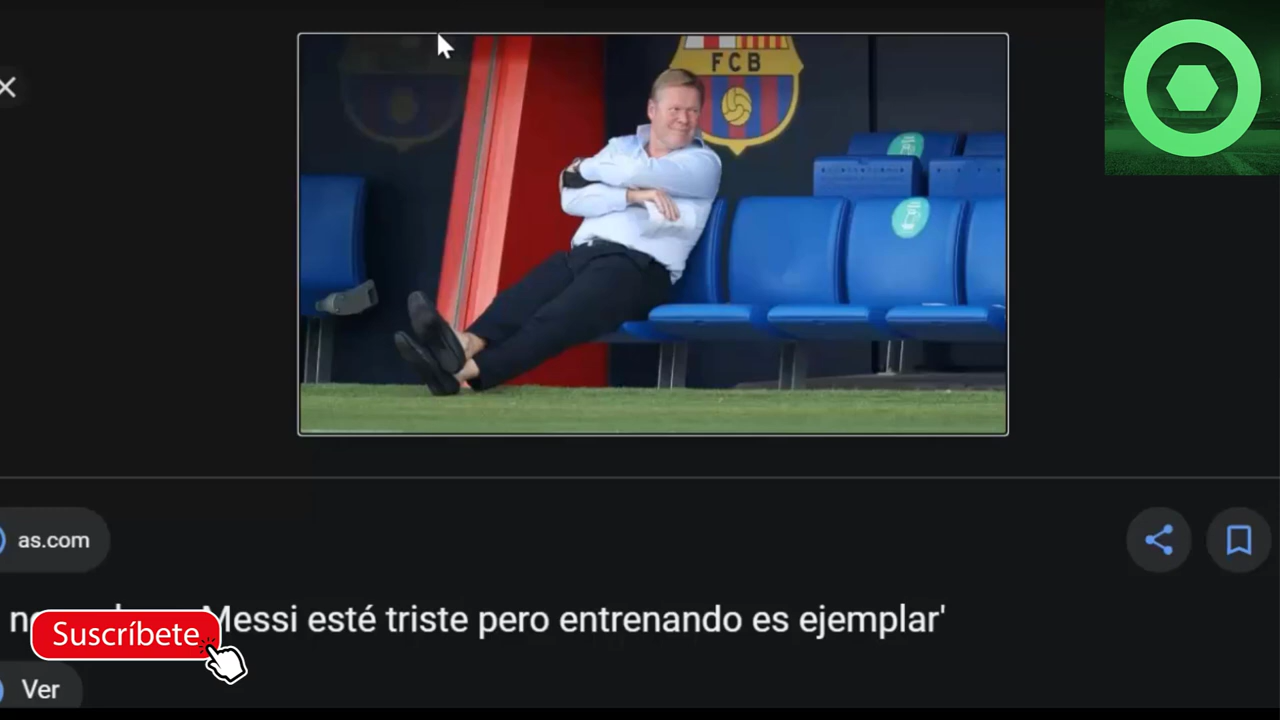 FCB
as.com
Messi esté triste pero entrenando es ejemplar'
Suscríbete
Ver